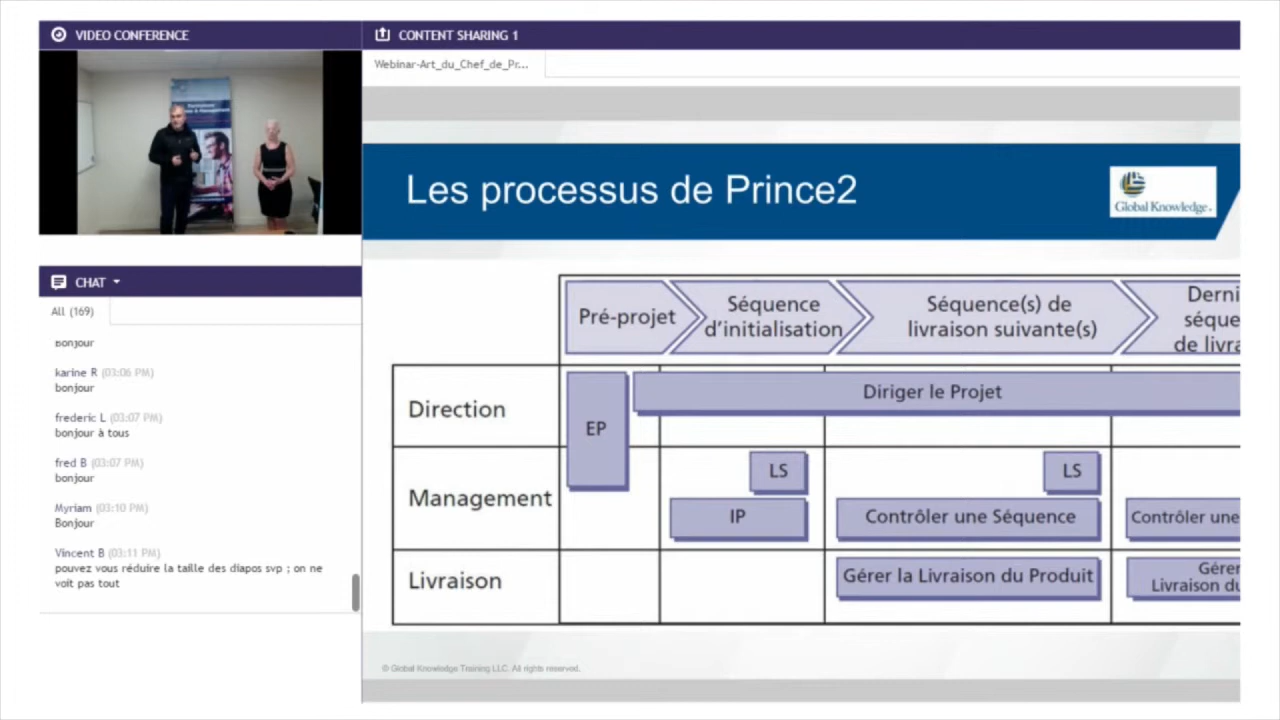 VIDEO CONFERENCE
CONTENT SHARING 1
Webinar-Art_du_Chef_de_Pr...
CHAT
All (169)
Bonjour
karine R (03:06 PM)
bonjour
frederic L (03:07 PM)
bonjour à tous
fred B (03:07 PM)
bonjour
Myriam (03:10 PM)
Bonjour
Vincent B (03:11 PM)
pouvez vous réduire la taille des diapos svp ; on ne
voit pas tout
Les processus de Prince2
Global Knowledge.
Pré-projet
Séquence
d'initialisation
Séquence(s) de
livraison suivante(s)
Derni
séque
de livra
Direction
EP
Diriger le Projet
Management
LS
LS
IP
Contrôler une Séquence
Contrôler une
Livraison
Gérer la Livraison du Produit
Gérer
Livraison du
© Global Knowledge Training LLC. All rights reserved.